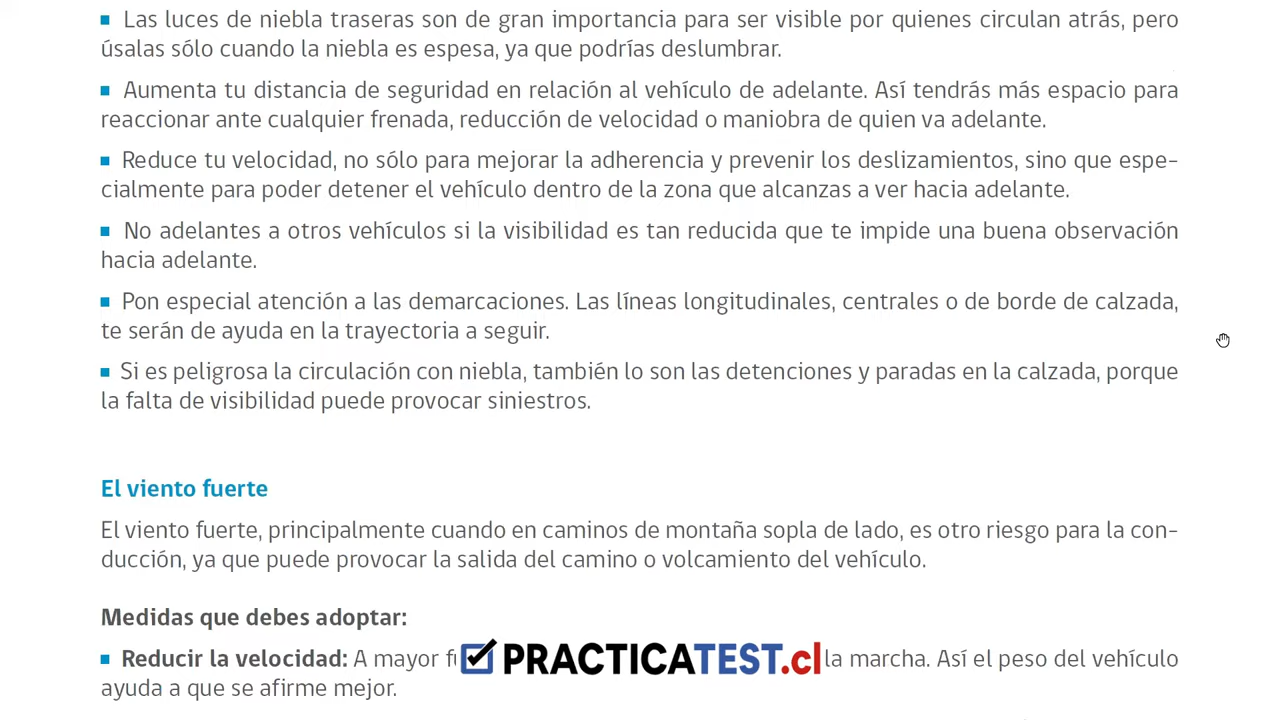 ▪ Las luces de niebla traseras son de gran importancia para ser visible por quienes circulan atrás, pero
úsalas sólo cuando la niebla es espesa, ya que podrías deslumbrar.
▪ Aumenta tu distancia de seguridad en relación al vehículo de adelante. Así tendrás más espacio para
reaccionar ante cualquier frenada, reducción de velocidad o maniobra de quien va adelante.
▪ Reduce tu velocidad, no sólo para mejorar la adherencia y prevenir los deslizamientos, sino que espe-
cialmente para poder detener el vehículo dentro de la zona que alcanzas a ver hacia adelante.
▪ No adelantes a otros vehículos si la visibilidad es tan reducida que te impide una buena observación
hacia adelante.
▪ Pon especial atención a las demarcaciones. Las líneas longitudinales, centrales o de borde de calzada,
te serán de ayuda en la trayectoria a seguir.
▪ Si es peligrosa la circulación con niebla, también lo son las detenciones y paradas en la calzada, porque
la falta de visibilidad puede provocar siniestros.
El viento fuerte
El viento fuerte, principalmente cuando en caminos de montaña sopla de lado, es otro riesgo para la con-
ducción, ya que puede provocar la salida del camino o volcamiento del vehículo.
Medidas que debes adoptar:
▪ Reducir la velocidad: A mayor PRACTICATEST.cl la marcha. Así el peso del vehículo
ayuda a que se afirme mejor.